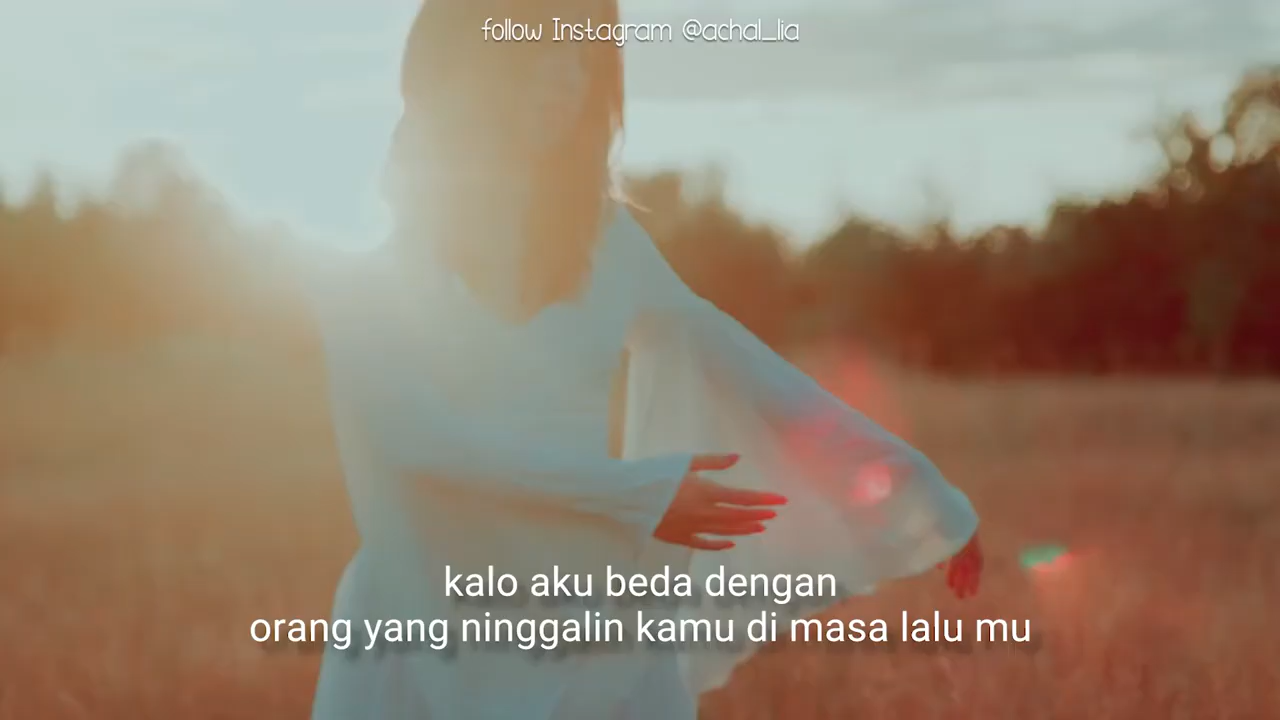 follow Instagram @achal_lia
kalo aku beda dengan
orang yang ninggalin kamu di masa lalu mu